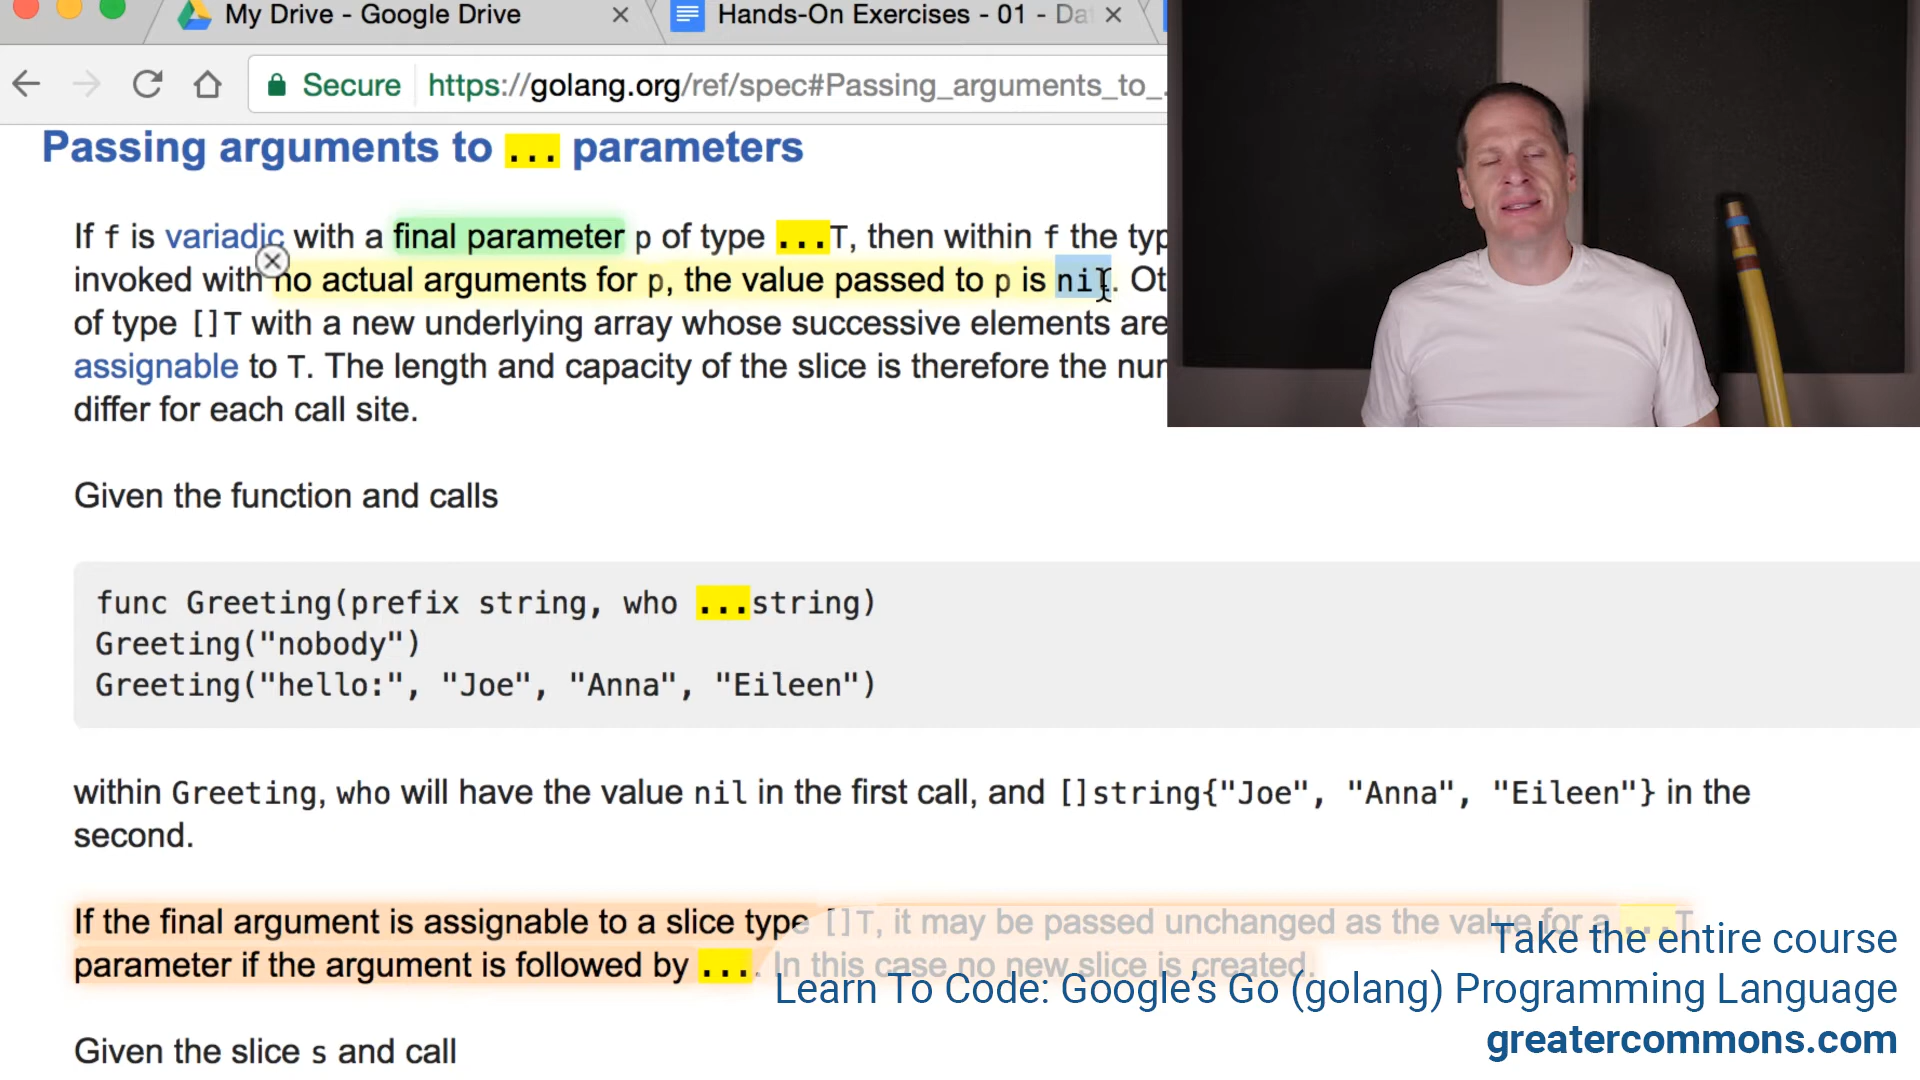 My Drive - Google Drive
Hands-On Exercises - 01 - Dat
Secure
https://golang.org/ref/spec#Passing_arguments_to_.
Passing arguments to ... parameters
If f is variadic with a final parameter p of type ...T, then within f the typ
invoked with no actual arguments for p, the value passed to p is nil. Ot
of type []T with a new underlying array whose successive elements are
assignable to T. The length and capacity of the slice is therefore the
differ for each call site.
Given the function and calls
func Greeting(prefix string, who ...string)
Greeting("nobody")
Greeting("hello:", "Joe", "Anna", "Eileen")
within Greeting, who will have the value nil in the first call, and []string{"Joe", "Anna", "Eileen"} in the
second.
If the final argument is assignable to a slice type []T, it may be passed unchanged as the value for a ...T
parameter if the argument is followed by .... In this case no new slice is created.
Take the entire course
Learn To Code: Google's Go (golang) Programming Language
greatercommons.com
Given the slice s and call